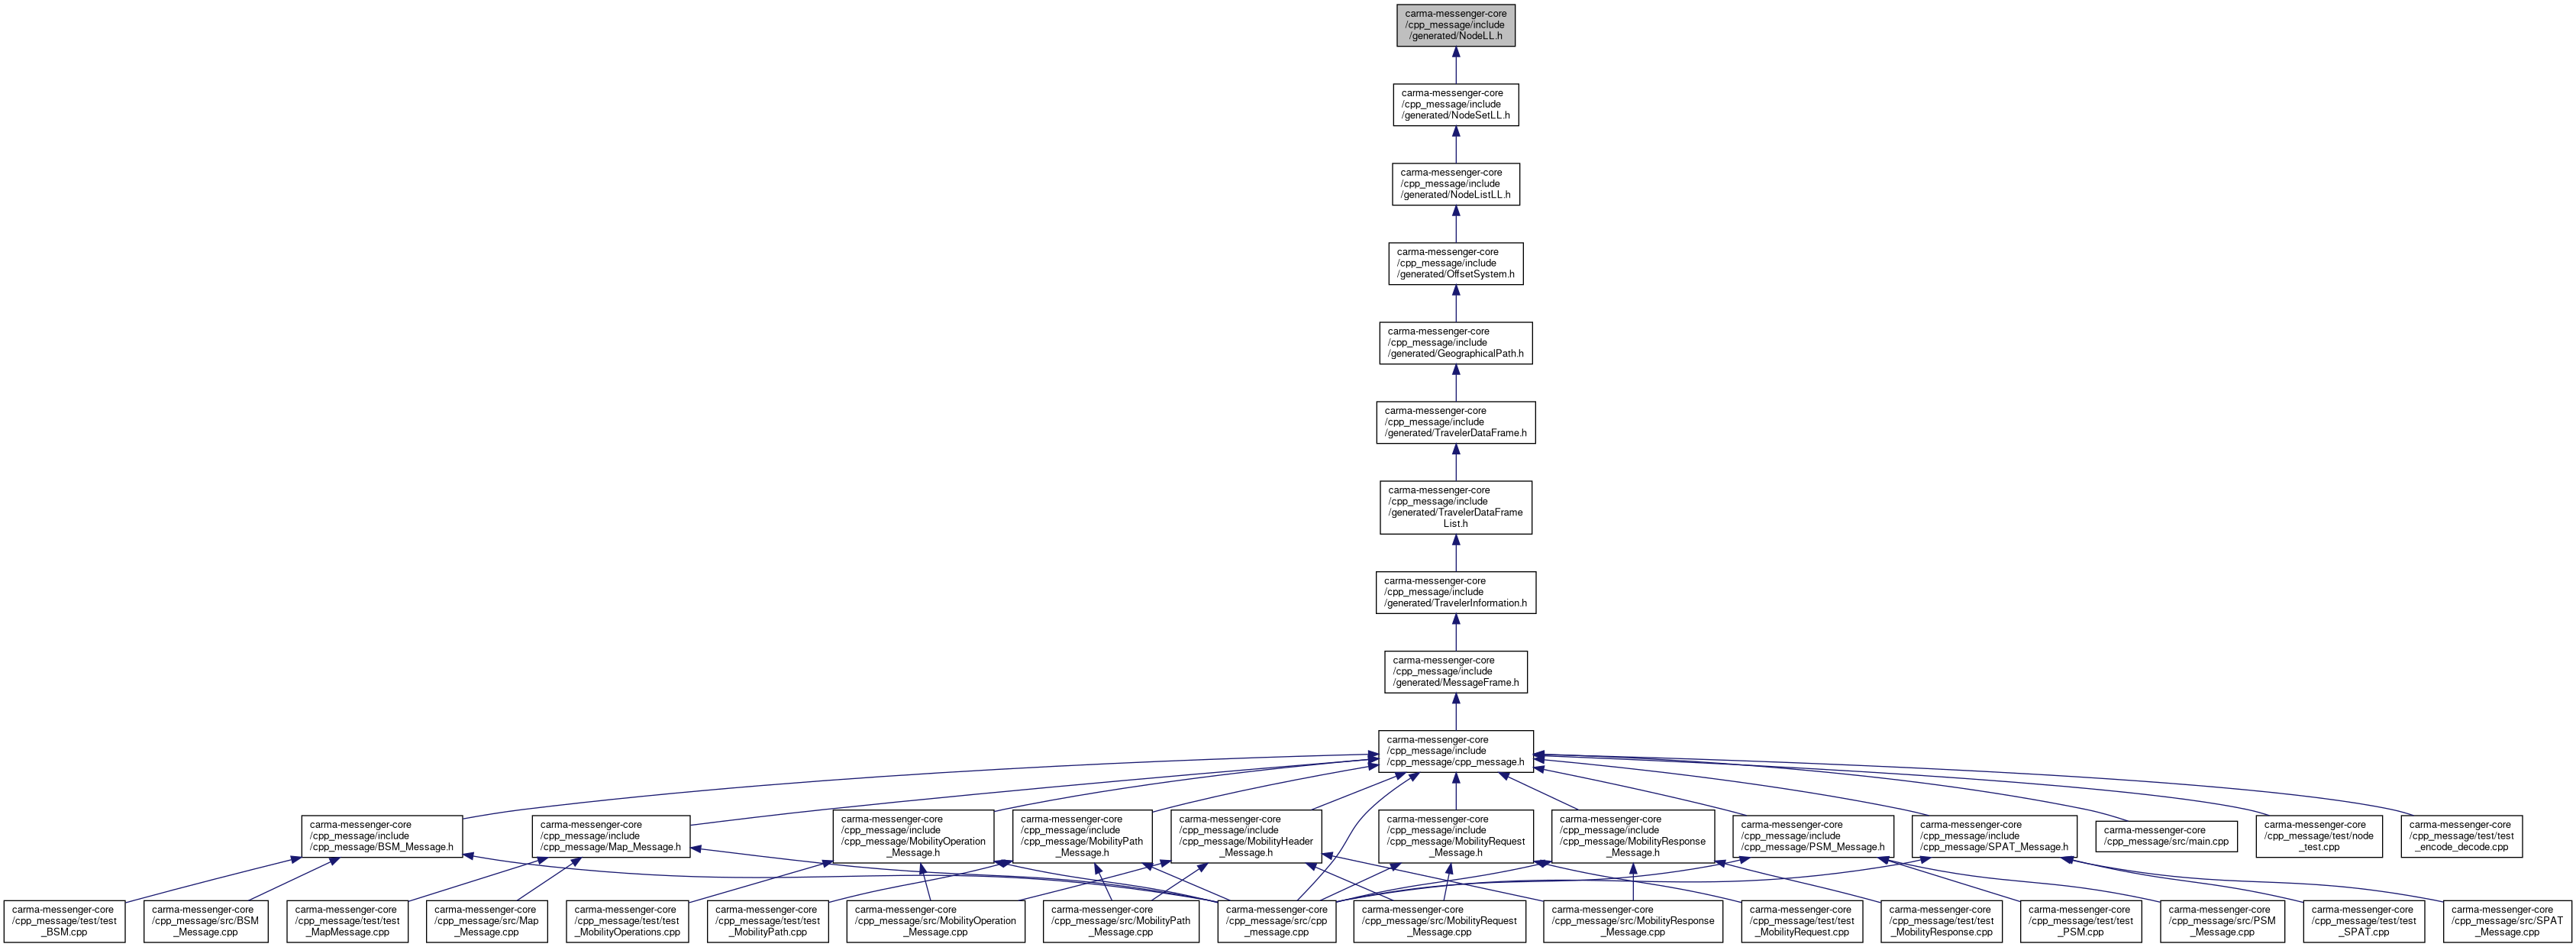 carma-messenger-core
/cpp_message/include
/generated/NodeLL.h
carma-messenger-core
/cpp_message/include
/generated/NodeSetLL.h
carma-messenger-core
/cpp_message/include
/generated/NodeListLL.h
carma-messenger-core
/cpp_message/include
/generated/OffsetSystem.h
carma-messenger-core
/cpp_message/include
/generated/GeographicalPath.h
carma-messenger-core
/cpp_message/include
/generated/TravelerDataFrame.h
carma-messenger-core
/cpp_message/include
/generated/TravelerDataFrame
List.h
carma-messenger-core
/cpp_message/include
/generated/TravelerInformation.h
carma-messenger-core
/cpp_message/include
/generated/MessageFrame.h
carma-messenger-core
/cpp_message/include
/cpp_message/cpp_message.h
carma-messenger-core
/cpp_message/include
/cpp_message/BSM_Message.h
carma-messenger-core
/cpp_message/include
/cpp_message/Map_Message.h
carma-messenger-core
/cpp_message/include
/cpp_message/MobilityOperation
_Message.h
carma-messenger-core
/cpp_message/include
/cpp_message/MobilityPath
_Message.h
carma-messenger-core
/cpp_message/include
/cpp_message/MobilityHeader
_Message.h
carma-messenger-core
/cpp_message/include
/cpp_message/MobilityRequest
_Message.h
carma-messenger-core
/cpp_message/include
/cpp_message/MobilityResponse
_Message.h
carma-messenger-core
/cpp_message/include
/cpp_message/PSM_Message.h
carma-messenger-core
/cpp_message/include
/cpp_message/SPAT_Message.h
carma-messenger-core
/cpp_message/src/main.cpp
carma-messenger-core
/cpp_message/test/node
_test.cpp
carma-messenger-core
/cpp_message/test/test
_encode_decode.cpp
carma-messenger-core
/cpp_message/test/test
_BSM.cpp
carma-messenger-core
/cpp_message/src/BSM
_Message.cpp
carma-messenger-core
/cpp_message/test/test
_MapMessage.cpp
carma-messenger-core
/cpp_message/src/Map
_Message.cpp
carma-messenger-core
/cpp_message/test/test
_MobilityOperations.cpp
carma-messenger-core
/cpp_message/test/test
_MobilityPath.cpp
carma-messenger-core
/cpp_message/src/MobilityOperation
_Message.cpp
carma-messenger-core
/cpp_message/src/MobilityPath
_Message.cpp
carma-messenger-core
/cpp_message/src/cpp
_message.cpp
carma-messenger-core
/cpp_message/src/MobilityRequest
_Message.cpp
carma-messenger-core
/cpp_message/src/MobilityResponse
_Message.cpp
carma-messenger-core
/cpp_message/test/test
_MobilityRequest.cpp
carma-messenger-core
/cpp_message/test/test
_MobilityResponse.cpp
carma-messenger-core
/cpp_message/test/test
_PSM.cpp
carma-messenger-core
/cpp_message/src/PSM
_Message.cpp
carma-messenger-core
/cpp_message/test/test
_SPAT.cpp
carma-messenger-core
/cpp_message/src/SPAT
_Message.cpp